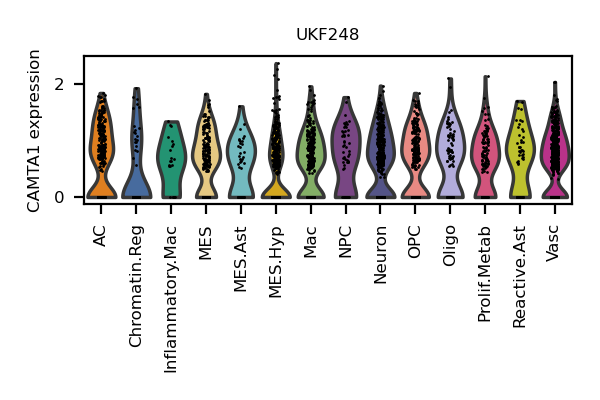 UKF248
CAMTA1 expression
2
0
AC
Chromatin.Reg
Inflammatory.Mac
MES
MES.Ast
MES.Hyp
Mac
NPC
Neuron
OPC
Oligo
Prolif.Metab
Reactive.Ast
Vasc